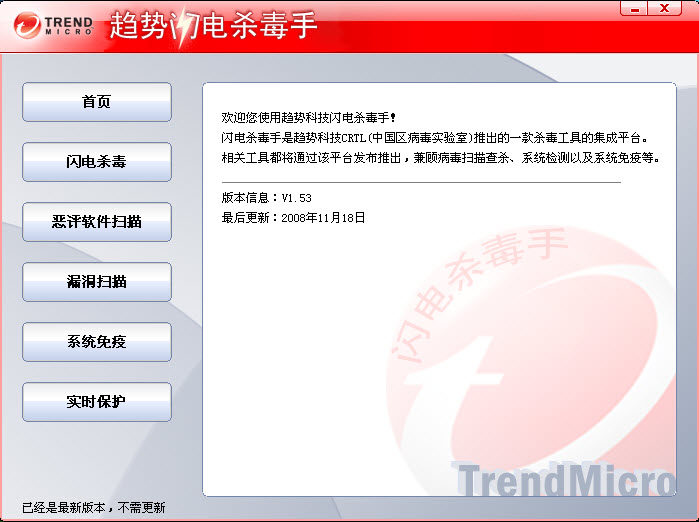 TREND
MICRO
趋势闪电杀毒手
首页
闪电杀毒
恶评软件扫描
漏洞扫描
系统免疫
实时保护
欢迎您使用趋势科技闪电杀毒手!
闪电杀毒手是趋势科技CRTL(中国区病毒实验室)推出的一款杀毒工具的集成平台。
相关工具都将通过该平台发布推出，兼顾病毒扫描查杀、系统检测以及系统免疫等。
版本信息：V1.53
最后更新：2008年11月18日
闪电杀毒手
TrendMicro
已经是最新版本，不需更新